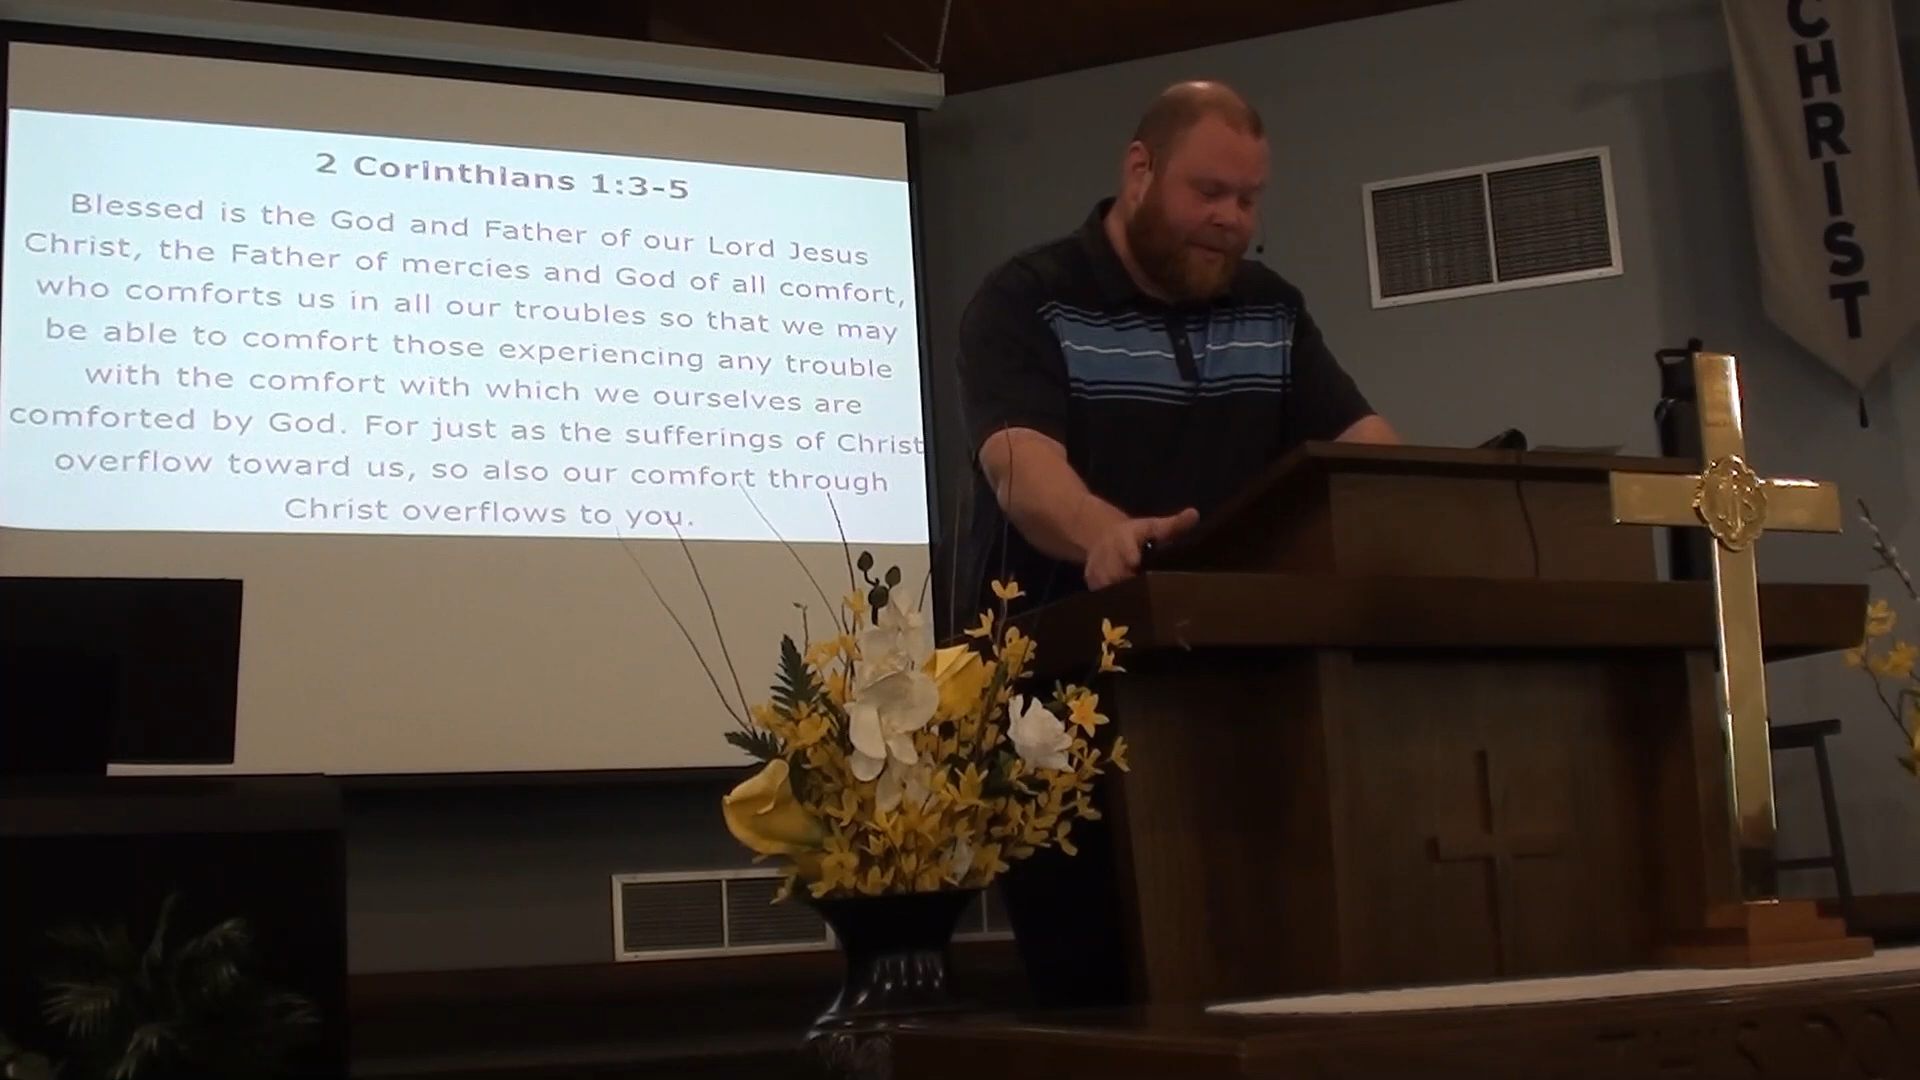 2 Corinthians 1:3-5
Blessed is the God and Father of our Lord Jesus
Christ, the Father of mercies and God of all comfort,
who comforts us in all our troubles so that we may
be able to comfort those experiencing any trouble
with the comfort with which we ourselves are
comforted by God. For just as the sufferings of Christ
overflow toward us, so also our comfort through
Christ overflows to you.
CHRIST